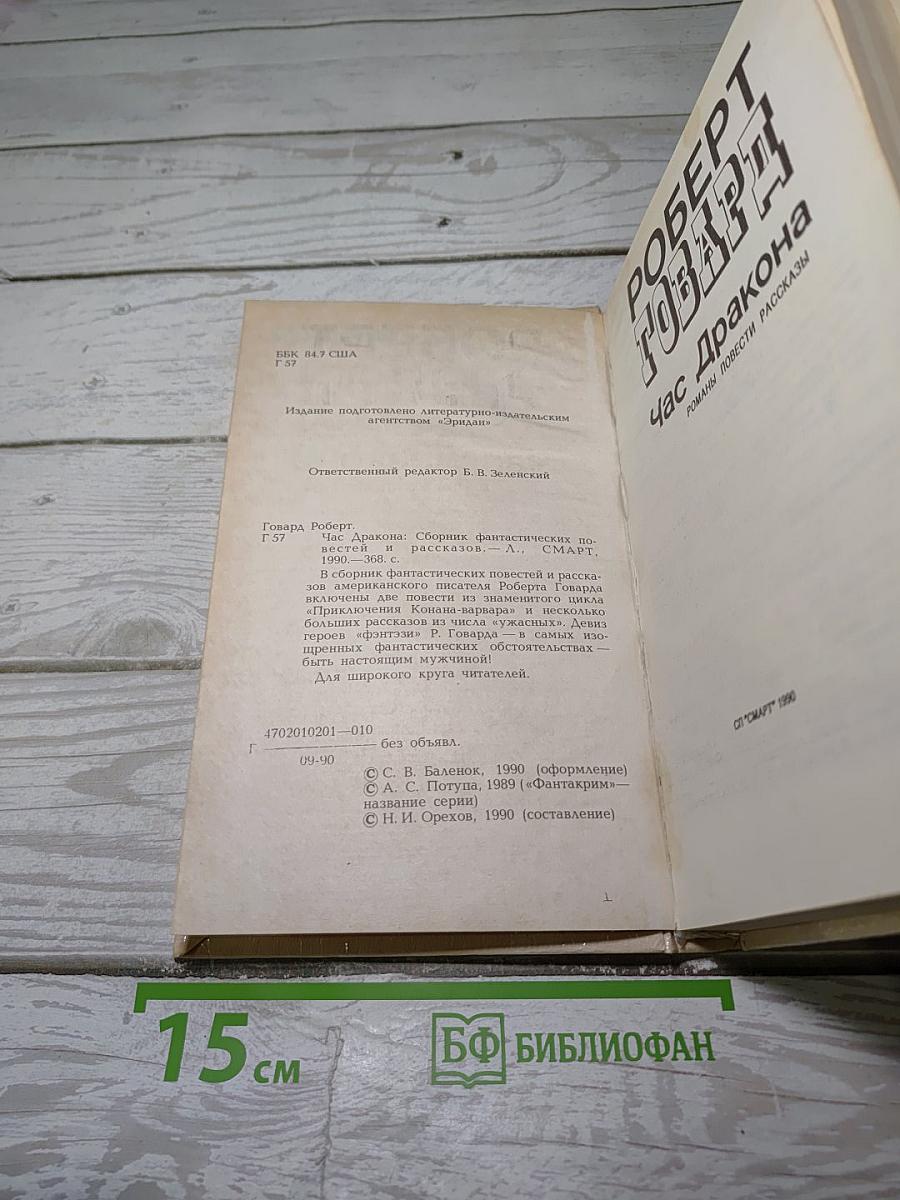 ББК 84.7 США
Г 57
Издание подготовлено литературно-издательским
агентством «Эридан»
Ответственный редактор Б. В. Зеленский
Говард Роберт.
Г 57 Час Дракона: Сборник фантастических по-
вестей и рассказов.— Л., СМАРТ,
1990.—368. с.
В сборник фантастических повестей и расска-
зов американского писателя Роберта Говарда
включены две повести из знаменитого цикла
«Приключения Конана-варвара» и несколько
больших рассказов из числа «ужасных». Девиз
героев «фэнтэзи» Р. Говарда — в самых изо-
щренных фантастических обстоятельствах —
быть настоящим мужчиной!
Для широкого круга читателей.
4702010201—010
Г ———— без объявл.
09-90
© С. В. Баленок, 1990 (оформление)
© А. С. Потупа, 1989 («Фантакрим»—
название серии)
© Н. И. Орехов, 1990 (составление)
РОБЕРТ
ГОВАРД
Час Дракона
РОМАНЫ ПОВЕСТИ РАССКАЗЫ
СП "СМАРТ" 1990
15 см
БФ БИБЛИОФАН